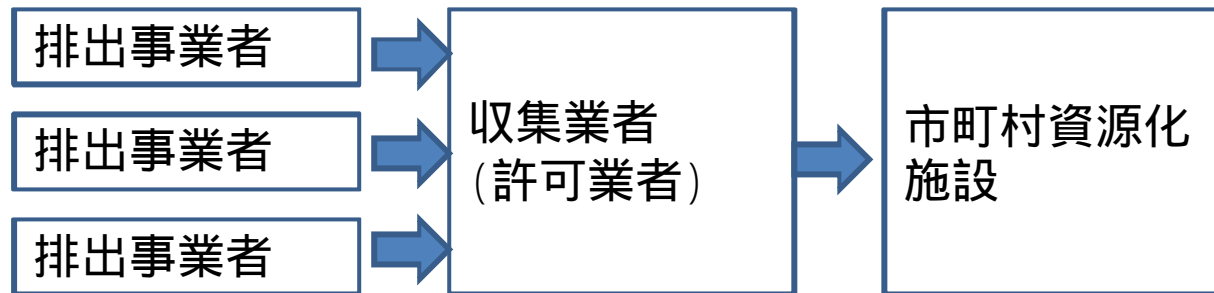 排出事業者
排出事業者
排出事業者
収集業者
(許可業者)
市町村資源化
施設